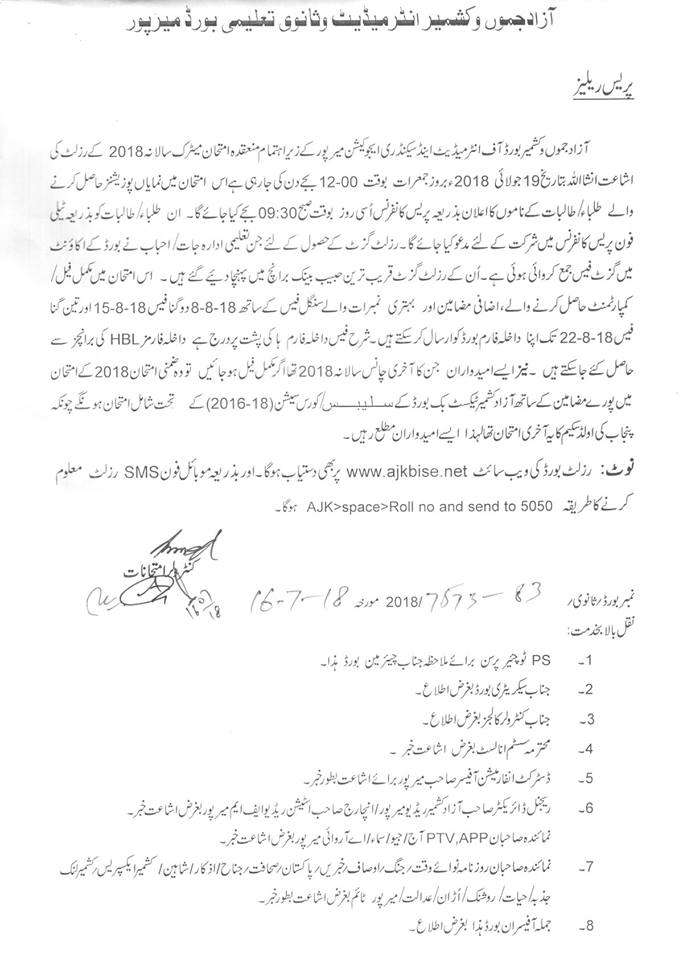 آزاد جموں و کشمیر انٹرمیڈیٹ و ثانوی تعلیمی بورڈ میرپور
پریس ریلیز
آزاد جموں و کشمیر بورڈ آف انٹرمیڈیٹ اینڈ سیکنڈری ایجوکیشن میرپور کے زیر اہتمام منعقدہ امتحان میٹرک سالانہ 2018 کے رزلٹ کی
اشاعت انشااللہ بتاریخ 19 جولائی 2018ء بروز جمعرات بوقت 12-00 بجے دن کی جارہی ہے اس امتحان میں نمایاں پوزیشنز حاصل کرنے
والے طلباء/طالبات کے ناموں کا اعلان بذریعہ پریس کانفرنس اُسی روز بوقت صبح 09:30 بجے کیا جائے گا۔ ان طلباء/طالبات کو بذریعہ ٹیلی
فون پریس کانفرنس میں شرکت کے لئے مدعو کیا جائے گا۔ رزلٹ گزٹ کے حصول کے لئے جن تعلیمی ادارہ جات/احباب نے بورڈ کے اکاؤنٹ
میں گزٹ فیس جمع کروائی ہوئی ہے۔ اُن کے رزلٹ گزٹ قریب ترین حبیب بینک برانچ میں پہنچا دیئے گئے ہیں۔ اس امتحان میں مکمل فیل/
کمپارٹمنٹ حاصل کرنے والے، اضافی مضامین اور بہتری نمبرات والے سنگل فیس کے ساتھ 18-8-8 دوگنا فیس 18-8-15 اور تین گنا
فیس 18-8-22 تک اپنا داخلہ فارم بورڈ کو ارسال کر سکتے ہیں۔ شرح فیس داخلہ فارم ہا کی پشت پر درج ہے داخلہ فارمز HBL کی برانچز سے
حاصل کئے جاسکتے ہیں۔ نیز ایسے امیدواران جن کا آخری چانس سالانہ 2018 تھا اگر مکمل فیل ہو جائیں تو وہ ضمنی امتحان 2018 کے امتحان
میں پورے مضامین کے ساتھ آزاد کشمیر ٹیکسٹ بک بورڈ کے سلیبس/کورس سیشن (18-2016) کے تحت شامل امتحان ہونگے چونکہ
پنجاب کی اولڈ سکیم کا یہ آخری امتحان تھا لہذا ایسے امیدواران مطلع رہیں۔
نوٹ: رزلٹ بورڈ کی ویب سائٹ www.ajkbise.net پر بھی دستیاب ہوگا۔ اور بذریعہ موبائل فون SMS رزلٹ معلوم
کرنے کا طریقہ AJK>space>Roll no and send to 5050 ہوگا۔
کنٹرولر امتحانات
نمبر بورڈ/ثانوی/ 2018/7573-83 مورخہ 16-7-18
نقل بالا بخدمت:
1۔ PS ٹو چیئر پرسن برائے ملاحظہ جناب چیئرمین بورڈ ہذا۔
2۔ جناب سیکریٹری بورڈ بغرض اطلاع۔
3۔ جناب کنٹرولر کالجز بغرض اطلاع۔
4۔ محترمہ سسٹم انالسٹ بغرض اشاعت خبر۔
5۔ ڈسٹرکٹ انفارمیشن آفیسر صاحب میرپور برائے اشاعت بطور خبر۔
6۔ ریجنل ڈائریکٹر صاحب آزاد کشمیر ریڈیو میرپور/انچارج صاحب اسٹیشن ریڈیو ایف ایم میرپور بغرض اشاعت خبر۔
نمائندہ صاحبان PTV,APP/آج/جیو/سماء/اے آر وائی میرپور بغرض اشاعت خبر۔
7۔ نمائندہ صاحبان روزنامہ نوائے وقت/جنگ/اوصاف/خبریں/پاکستان/صحافت/جناح/اذکار/شاہین/کشمیر ایکسپریس/کشمیر لنک
جذبہ/حیات/روشنک/اُڑان/عدالت/میرپور ٹائم بغرض اشاعت بطور خبر۔
8۔ جملہ آفیسران بورڈ ہذا بغرض اطلاع۔